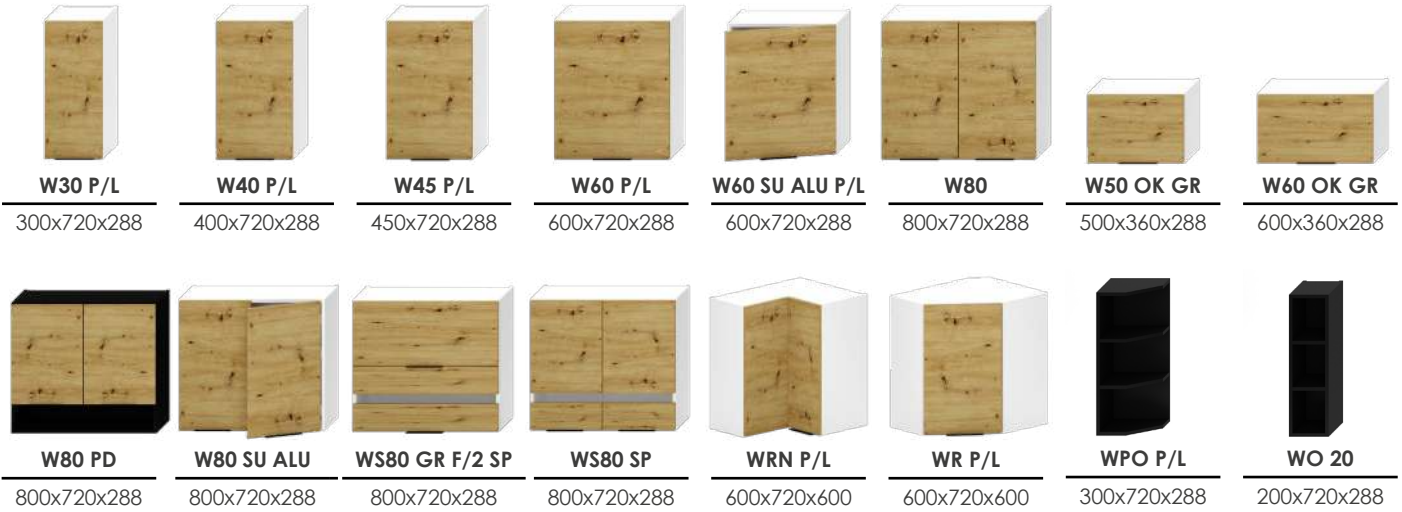 W30 P/L W40 P/L W45 P/L W60 P/L W60 SU ALU P/L W80 W50 OK GR W60 OK GR
300x720x288 400x720x288 450x720x288 600x720x288 600x720x288 800x720x288 500x360x288 600x360x288
W80 PD W80 SU ALU WS80 GR F/2 SP WS80 SP WRN P/L WR P/L WPO P/L WO 20
800x720x288 800x720x288 800x720x288 800x720x288 600x720x600 600x720x600 300x720x288 200x720x288